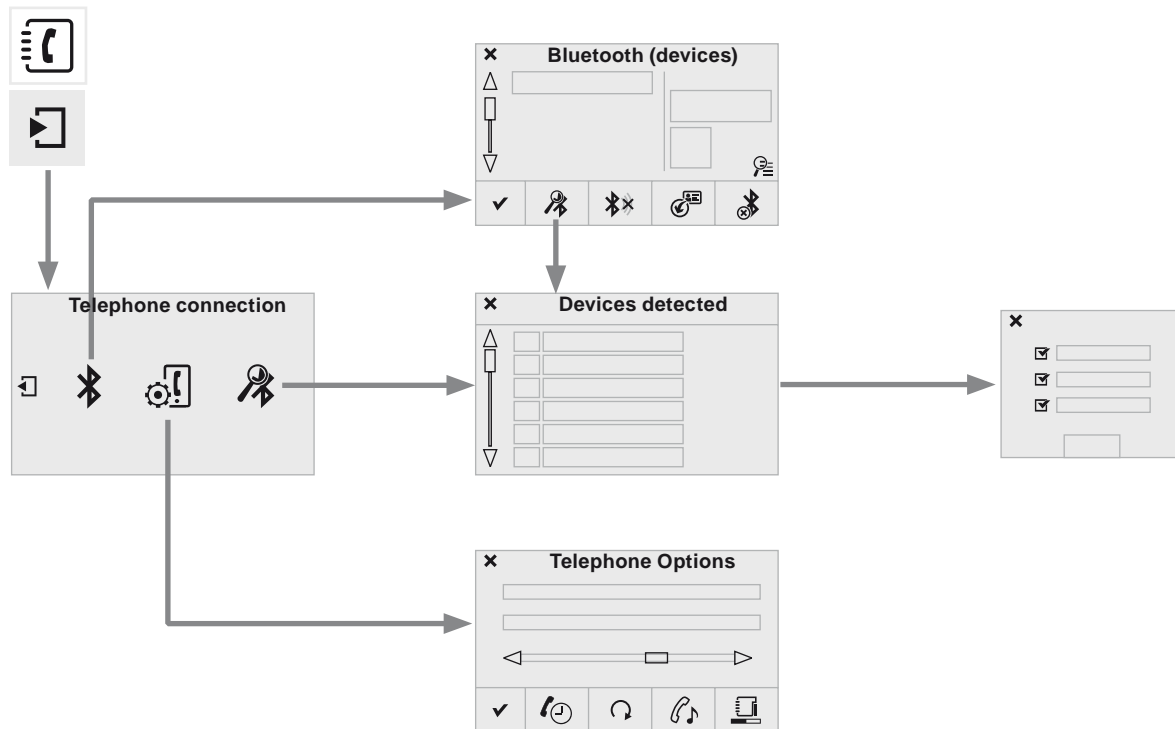 Bluetooth (devices)
Telephone connection
Devices detected
Telephone Options